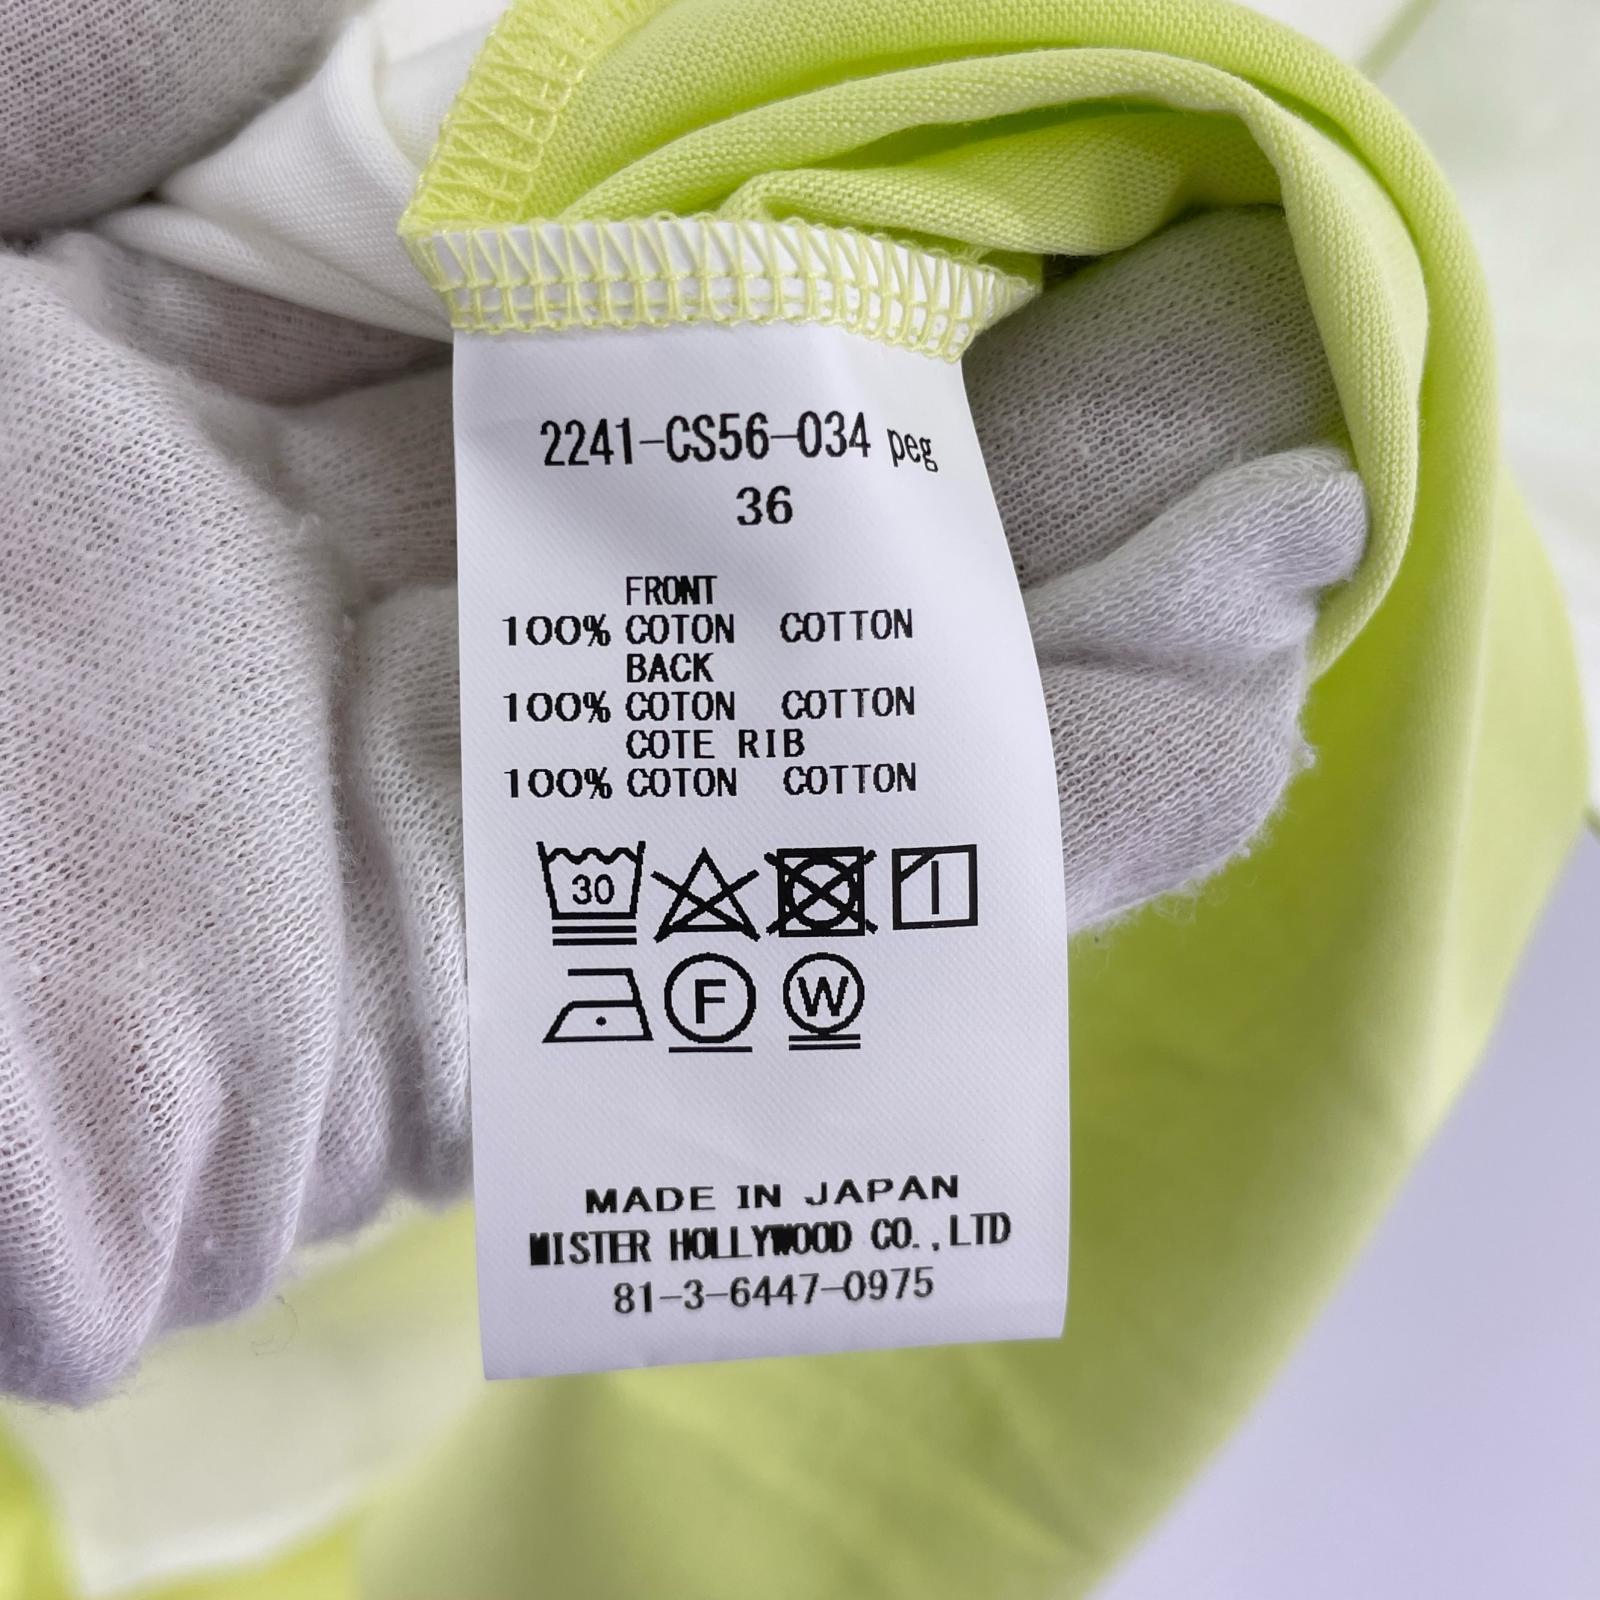 2241-CS56-034 peg
36
FRONT
100% COTON COTTON
BACK
100% COTON COTTON
COTE RIB
100% COTON COTTON
30
F W
MADE IN JAPAN
MISTER HOLLYWOOD CO.,LTD
81-3-6447-0975